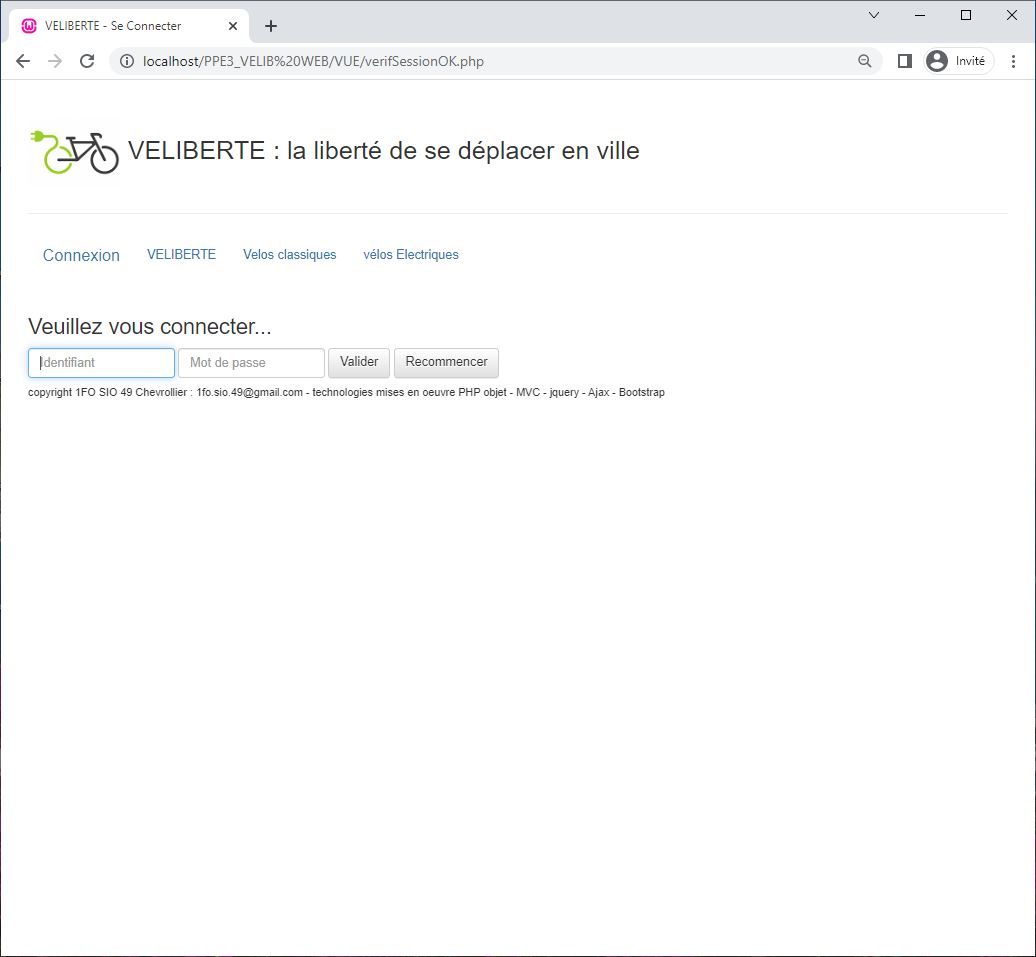 VELIBERTE - Se Connecter
localhost/PPE3_VELIB%20WEB/VUE/verifSessionOK.php
Invité
VELIBERTE : la liberté de se déplacer en ville
Connexion VELIBERTE Velos classiques vélos Electriques
Veuillez vous connecter...
Identifiant Mot de passe Valider Recommencer
copyright 1FO SIO 49 Chevrollier : 1fo.sio.49@gmail.com - technologies mises en oeuvre PHP objet - MVC - jquery - Ajax - Bootstrap